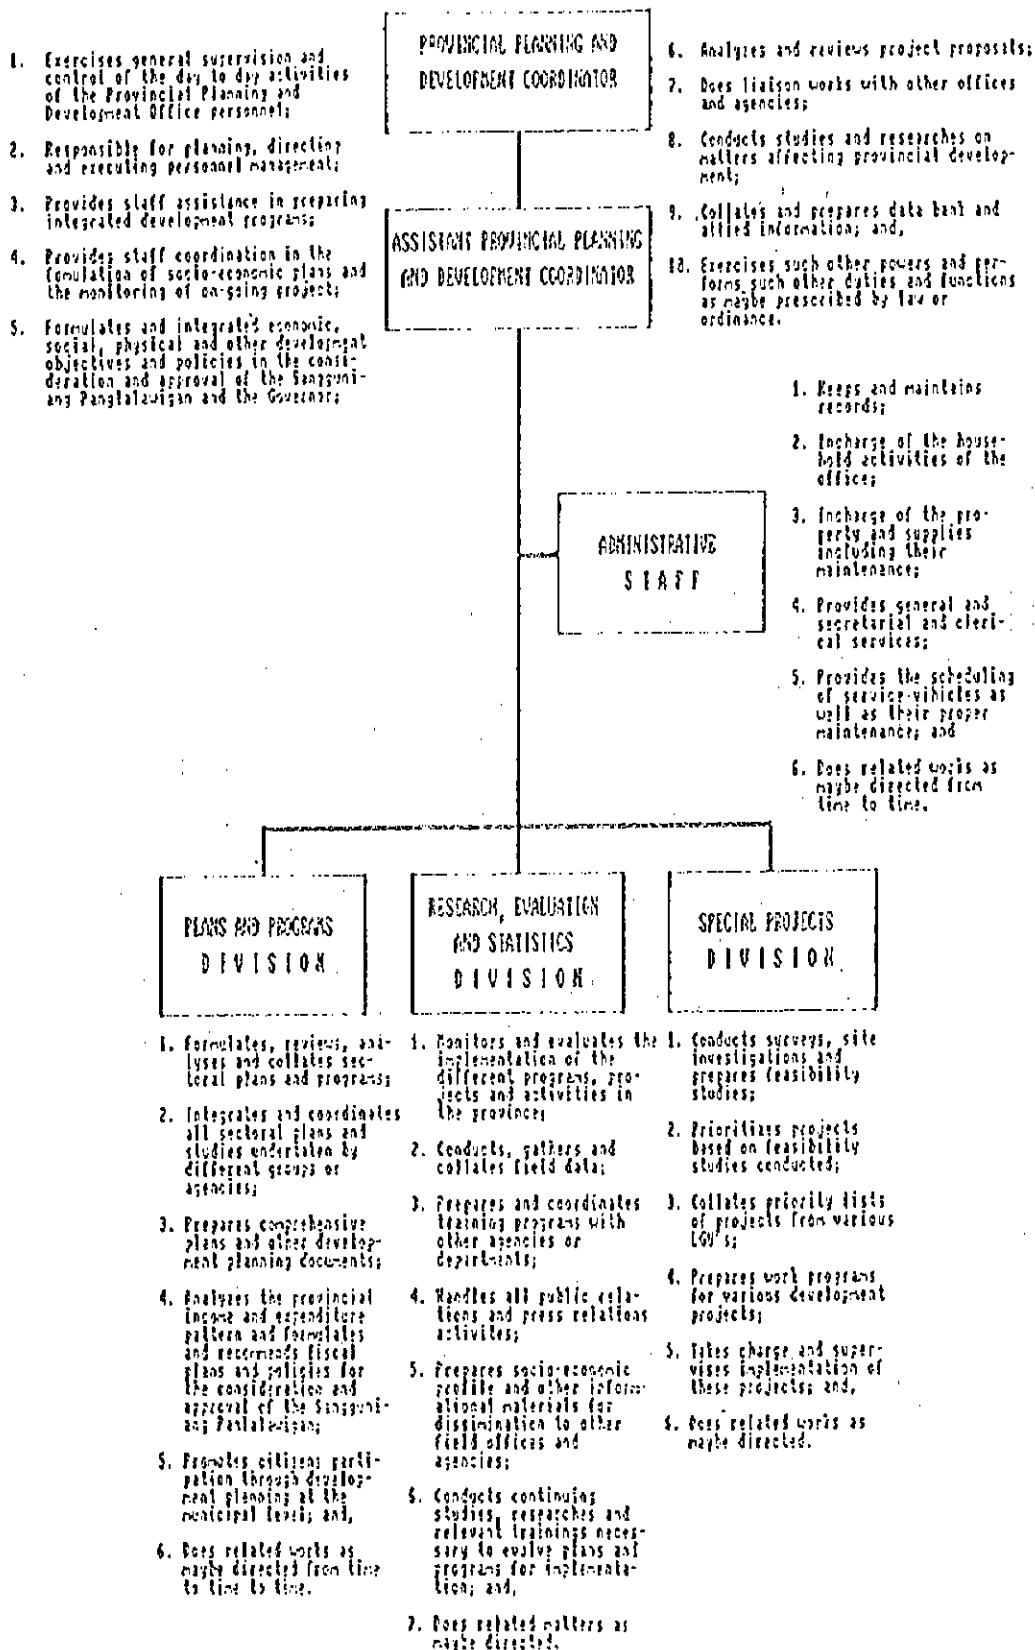 PROVINCIAL PLANNING AND
DEVELOPMENT COORDINATOR
1. Exercises general supervision and
control of the day to day activities
of the Provincial Planning and
Development Office personnel;
2. Responsible for planning, directing
and executing personnel management;
3. Provides staff assistance in preparing
integrated development programs;
4. Provides staff coordination in the
fomulation of socio-economic plans and
the monitoring of on-going project;
5. Formulates and integrated economic,
social, physical and other development
objectives and policies in the consi-
deration and approval of the Sangguni-
ang Panglalawigan and the Governor;
6. Analyzes and reviews project proposals;
7. Does liaison works with other offices
and agencies;
8. Conducts studies and researches on
matters affecting provincial develop-
ment;
9. Collates and prepares data bank and
allied information; and,
10. Exercises such other powers and per-
forms such other duties and functions
as maybe prescribed by law or
ordinance.
ASSISTANT PROVINCIAL PLANNING
AND DEVELOPMENT COORDINATOR
ADMINISTRATIVE
STAFF
1. Keeps and maintains
records;
2. Incharge of the house-
hold activities of the
office;
3. Incharge of the pro-
perty and supplies
including their
maintenance;
4. Provides general and
secretarial and cleri-
cal services;
5. Provides the scheduling
of service-vihicles as
well as their proper
maintenance; and
6. Does related works as
maybe directed from
time to time.
PLANS AND PROGRAMS
DIVISION
1. Formulates, reviews, ana-
lyses and collates sec-
toral plans and programs;
2. Integrates and coordinates
all sectoral plans and
studies undertaken by
different groups or
agencies;
3. Prepares comprehensive
plans and other develop-
ment planning documents;
4. Analyzes the provincial
income and expenditure
pattern and formulates
and recommends fiscal
plans and policies for
the consideration and
approval of the Sangguni-
ang Panlalawigan;
5. Promotes citizens parti-
pation through develop-
ment planning at the
municipal level; and,
6. Does related works as
maybe directed from time
to time to time.
RESEARCH, EVALUATION
AND STATISTICS
DIVISION
1. Monitors and evaluates the
implementation of the
different programs, pro-
jects and activities in
the province;
2. Conducts, gathers and
collates field data;
3. Prepares and coordinates
training programs with
other agencies or
departments;
4. Handles all public rela-
tions and press relations
activites;
5. Prepares socio-economic
profile and other inform-
ational materials for
dissimination to other
field offices and
agencies;
6. Conducts continuing
studies, researches and
relevant trainings neces-
sary to evolve plans and
programs for implementa-
tion; and,
7. Does related matters as
maybe directed.
SPECIAL PROJECTS
DIVISION
1. Conducts surveys, site
investigations and
prepares feasibility
studies;
2. Prioritizes projects
based on feasibility
studies conducted;
3. Collates priority lists
of projects from various
LGU's;
4. Prepares work programs
for various development
projects;
5. Takes charge and super-
vises implementation of
these projects; and,
6. Does related works as
maybe directed.